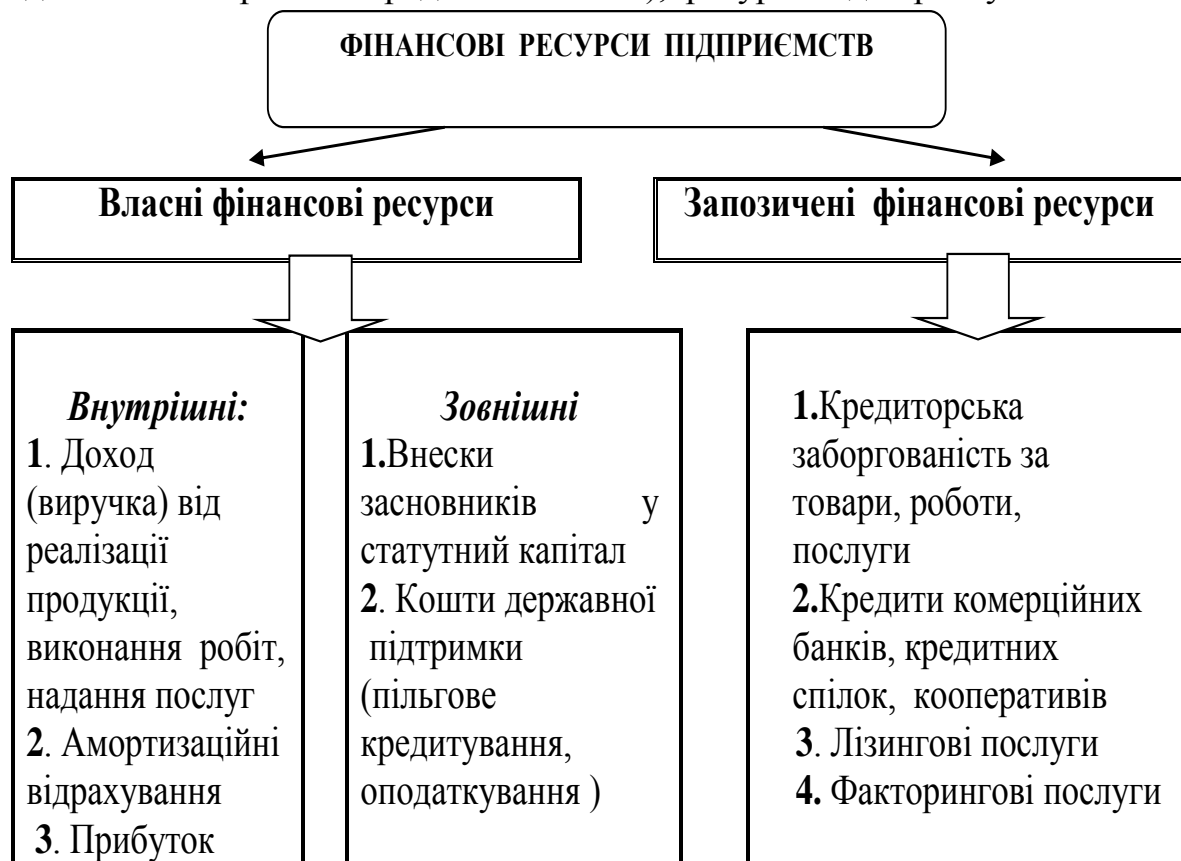 ФІНАНСОВІ РЕСУРСИ ПІДПРИЄМСТВ
Власні фінансові ресурси
Запозичені фінансові ресурси
Внутрішні:
1. Доход
(виручка) від
реалізації
продукції,
виконання робіт,
надання послуг
2. Амортизаційні
відрахування
3. Прибуток
Зовнішні
1.Внески
засновників у
статутний капітал
2. Кошти державної
підтримки
(пільгове
кредитування,
оподаткування )
1.Кредиторська
заборгованість за
товари, роботи,
послуги
2.Кредити комерційних
банків, кредитних
спілок, кооперативів
3. Лізингові послуги
4. Факторингові послуги